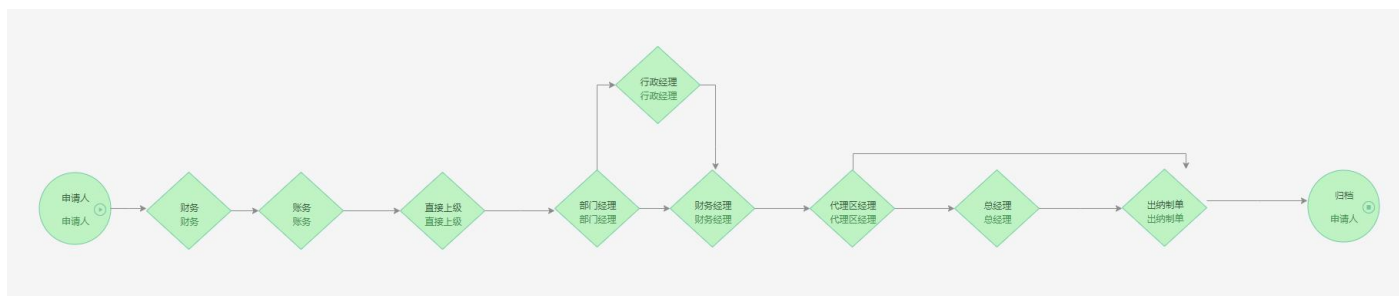 行政经理
行政经理
申请人
申请人
财务
财务
账务
账务
直接上级
直接上级
部门经理
部门经理
财务经理
财务经理
代理区经理
代理区经理
总经理
总经理
出纳制单
出纳制单
归档
申请人